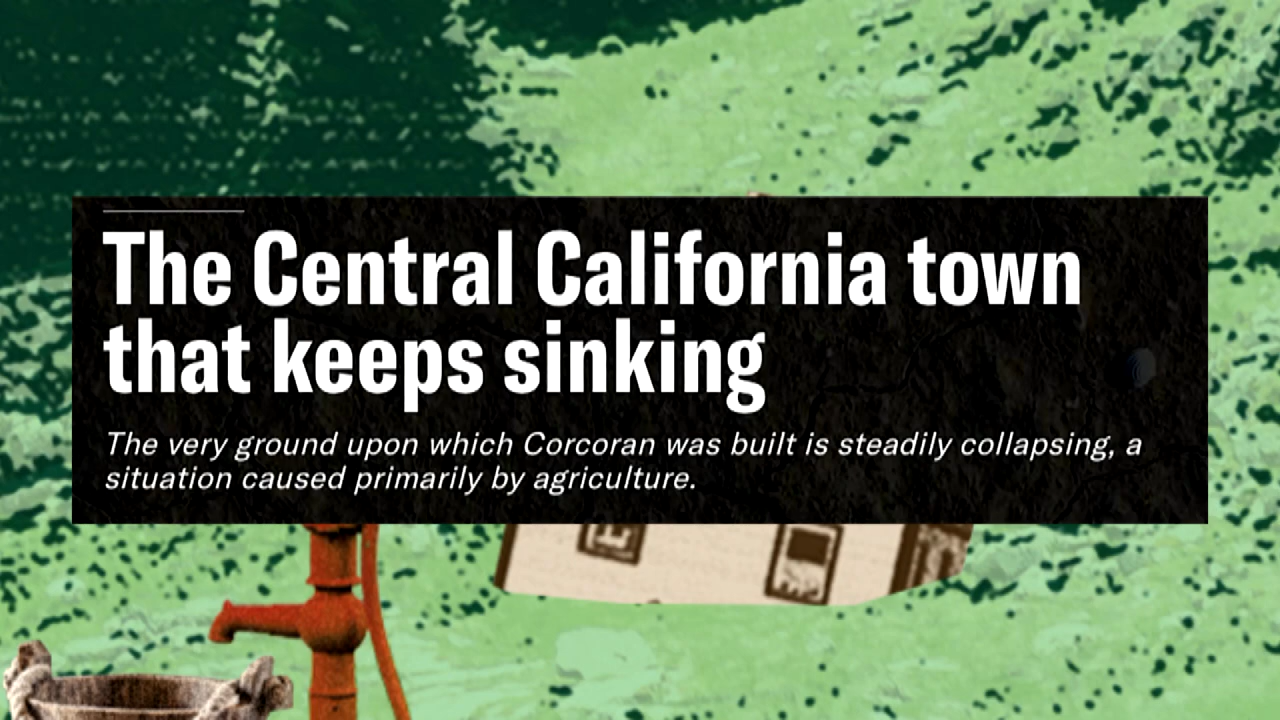 The Central California town
that keeps sinking
The very ground upon which Corcoran was built is steadily collapsing, a
situation caused primarily by agriculture.